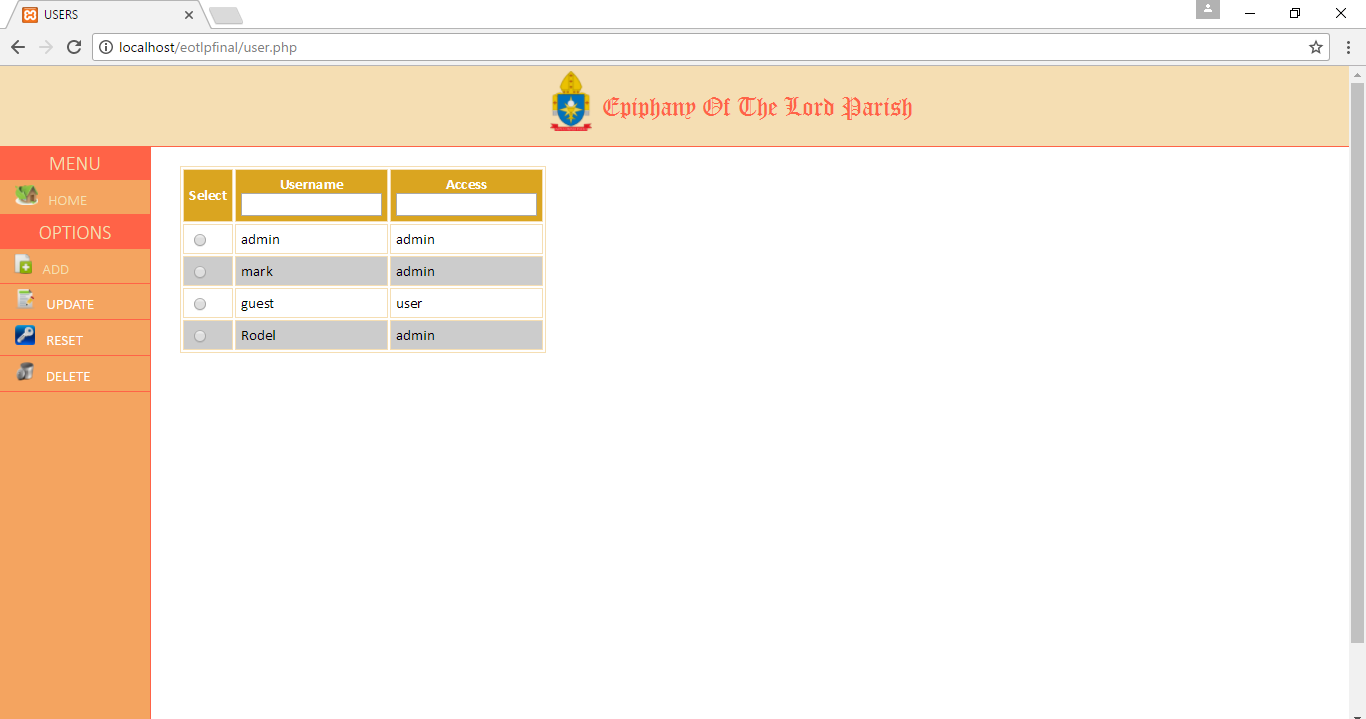 USERS
localhost/eotlpfinal/user.php
Epiphany Of The Lord Parish
MENU
HOME
OPTIONS
ADD
UPDATE
RESET
DELETE
Select Username Access
admin admin
mark admin
guest user
Rodel admin